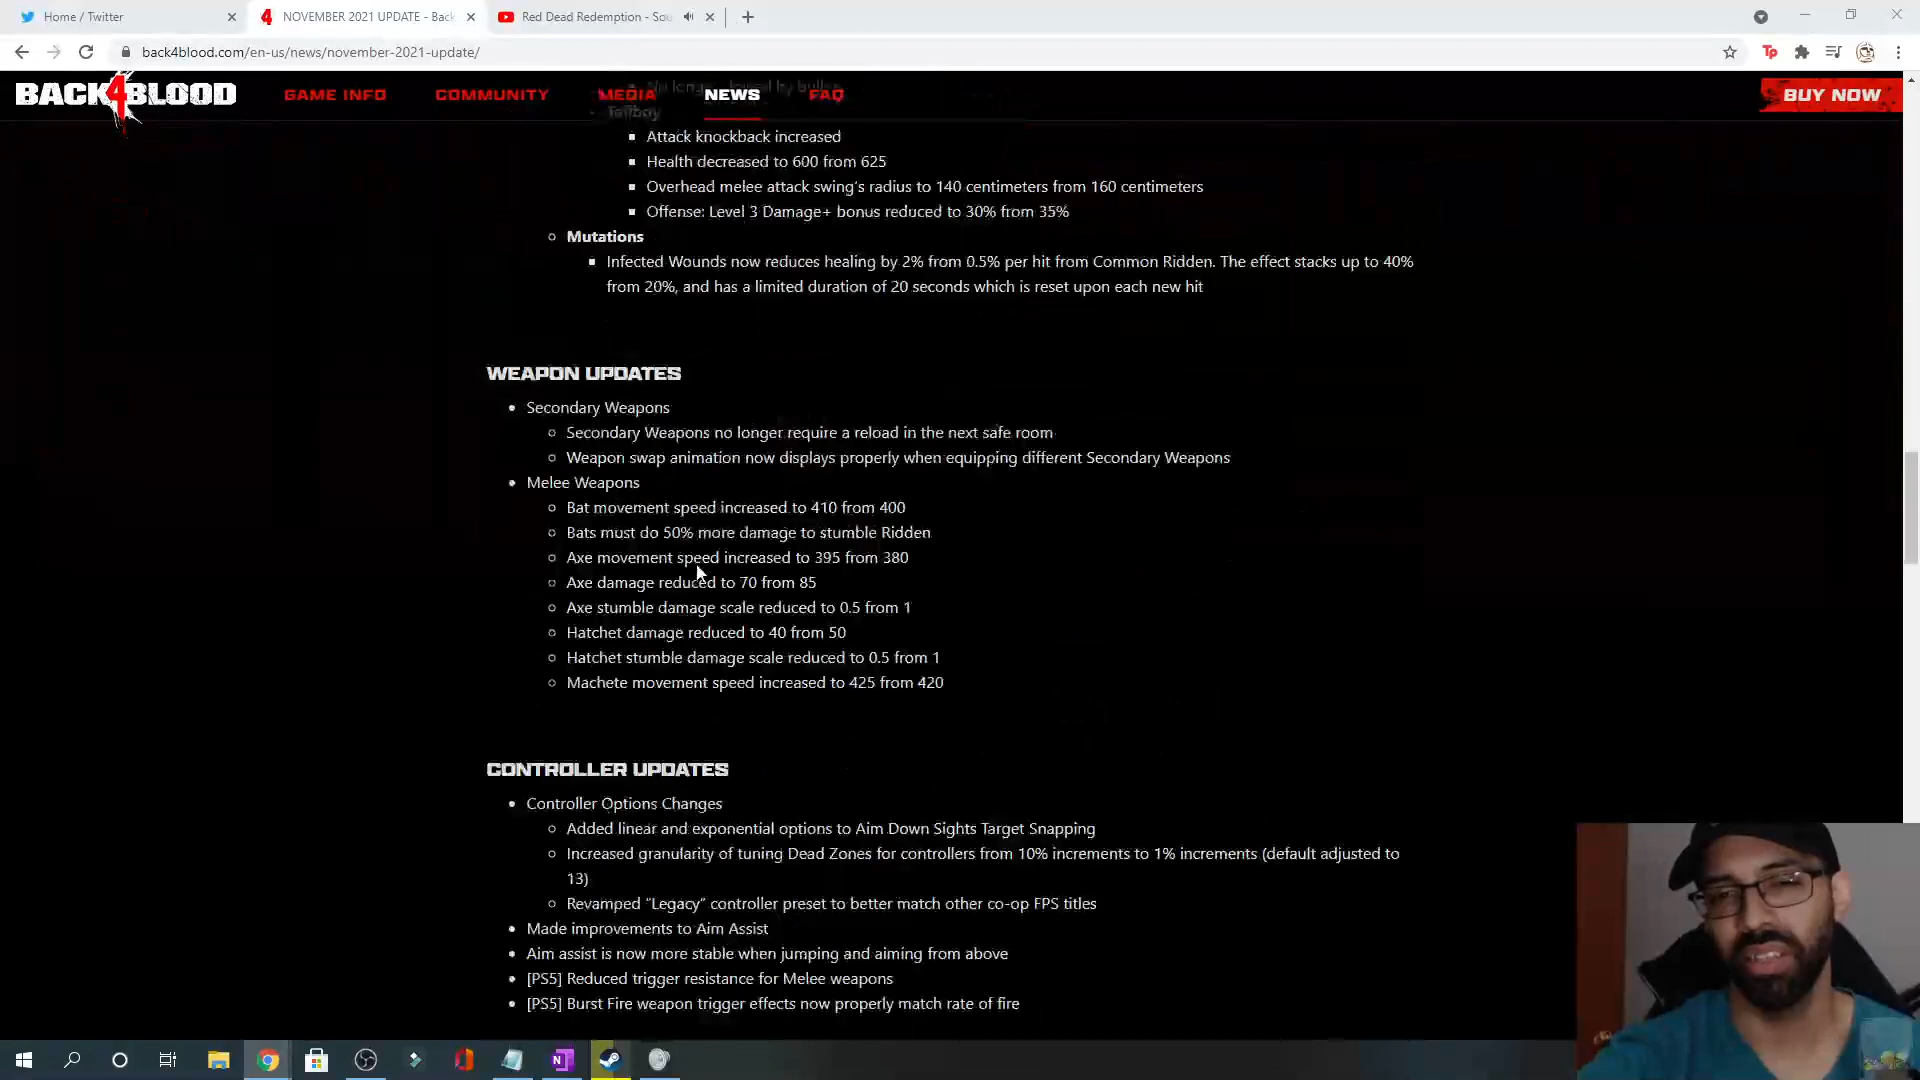 Home / Twitter
NOVEMBER 2021 UPDATE - Back
Red Dead Redemption - Sou
back4blood.com/en-us/news/november-2021-update/
BACK4BLOOD
GAME INFO
COMMUNITY
MEDIA
NEWS
FAQ
BUY NOW
Tallboy
Attack knockback increased
Health decreased to 600 from 625
Overhead melee attack swing's radius to 140 centimeters from 160 centimeters
Offense: Level 3 Damage+ bonus reduced to 30% from 35%
Mutations
Infected Wounds now reduces healing by 2% from 0.5% per hit from Common Ridden. The effect stacks up to 40%
from 20%, and has a limited duration of 20 seconds which is reset upon each new hit
WEAPON UPDATES
Secondary Weapons
Secondary Weapons no longer require a reload in the next safe room
Weapon swap animation now displays properly when equipping different Secondary Weapons
Melee Weapons
Bat movement speed increased to 410 from 400
Bats must do 50% more damage to stumble Ridden
Axe movement speed increased to 395 from 380
Axe damage reduced to 70 from 85
Axe stumble damage scale reduced to 0.5 from 1
Hatchet damage reduced to 40 from 50
Hatchet stumble damage scale reduced to 0.5 from 1
Machete movement speed increased to 425 from 420
CONTROLLER UPDATES
Controller Options Changes
Added linear and exponential options to Aim Down Sights Target Snapping
Increased granularity of tuning Dead Zones for controllers from 10% increments to 1% increments (default adjusted to
13)
Revamped “Legacy” controller preset to better match other co-op FPS titles
Made improvements to Aim Assist
Aim assist is now more stable when jumping and aiming from above
[PS5] Reduced trigger resistance for Melee weapons
[PS5] Burst Fire weapon trigger effects now properly match rate of fire